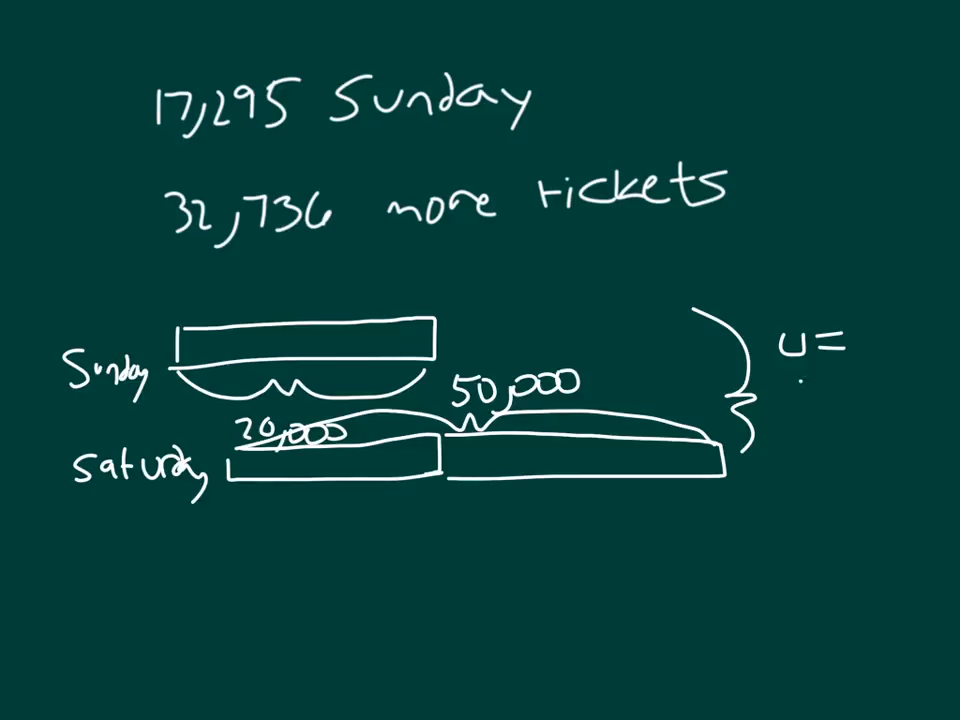 17,295 Sunday
32,736 more tickets
u=
Sunday
50,000
20,000
Saturday